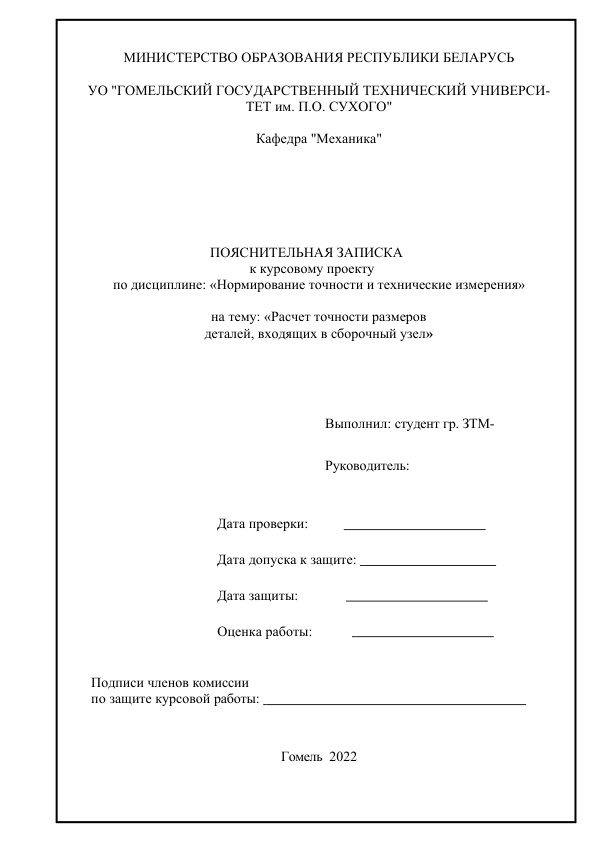 МИНИСТЕРСТВО ОБРАЗОВАНИЯ РЕСПУБЛИКИ БЕЛАРУСЬ
УО "ГОМЕЛЬСКИЙ ГОСУДАРСТВЕННЫЙ ТЕХНИЧЕСКИЙ УНИВЕРСИ-
ТЕТ им. П.О. СУХОГО"
Кафедра "Механика"
ПОЯСНИТЕЛЬНАЯ ЗАПИСКА
к курсовому проекту
по дисциплине: «Нормирование точности и технические измерения»
на тему: «Расчет точности размеров
деталей, входящих в сборочный узел»
Выполнил: студент гр. ЗТМ-
Руководитель:
Дата проверки: ____________________
Дата допуска к защите: ____________________
Дата защиты: ____________________
Оценка работы: ____________________
Подписи членов комиссии
по защите курсовой работы: ______________________________________
Гомель 2022